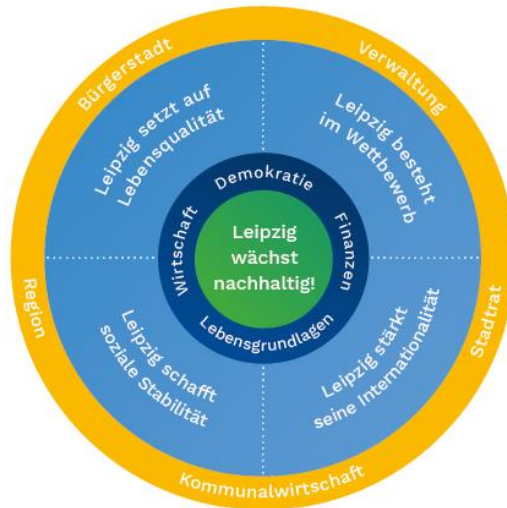 Bürgerstadt
Verwaltung
Leipzig setzt auf
Lebensqualität
Leipzig besteht
im Wettbewerb
Demokratie
Wirtschaft
Finanzen
Leipzig
wächst
nachhaltig!
Lebensgrundlagen
Region
Stadtrat
Leipzig schafft
soziale Stabilität
Leipzig stärkt
seine Internationalität
Kommunalwirtschaft